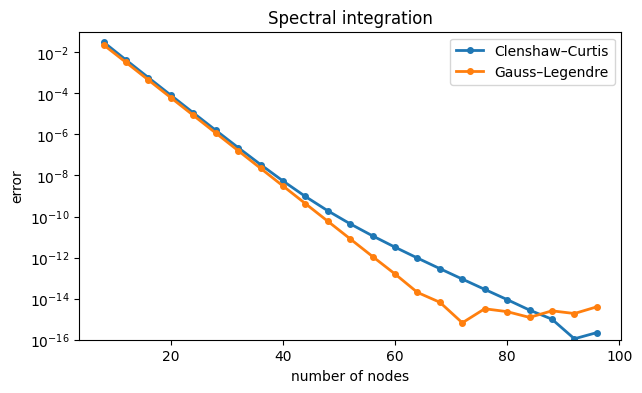 Spectral integration
Clenshaw–Curtis
Gauss–Legendre
error
10⁻²
10⁻⁴
10⁻⁶
10⁻⁸
10⁻¹⁰
10⁻¹²
10⁻¹⁴
10⁻¹⁶
20 40 60 80 100
number of nodes